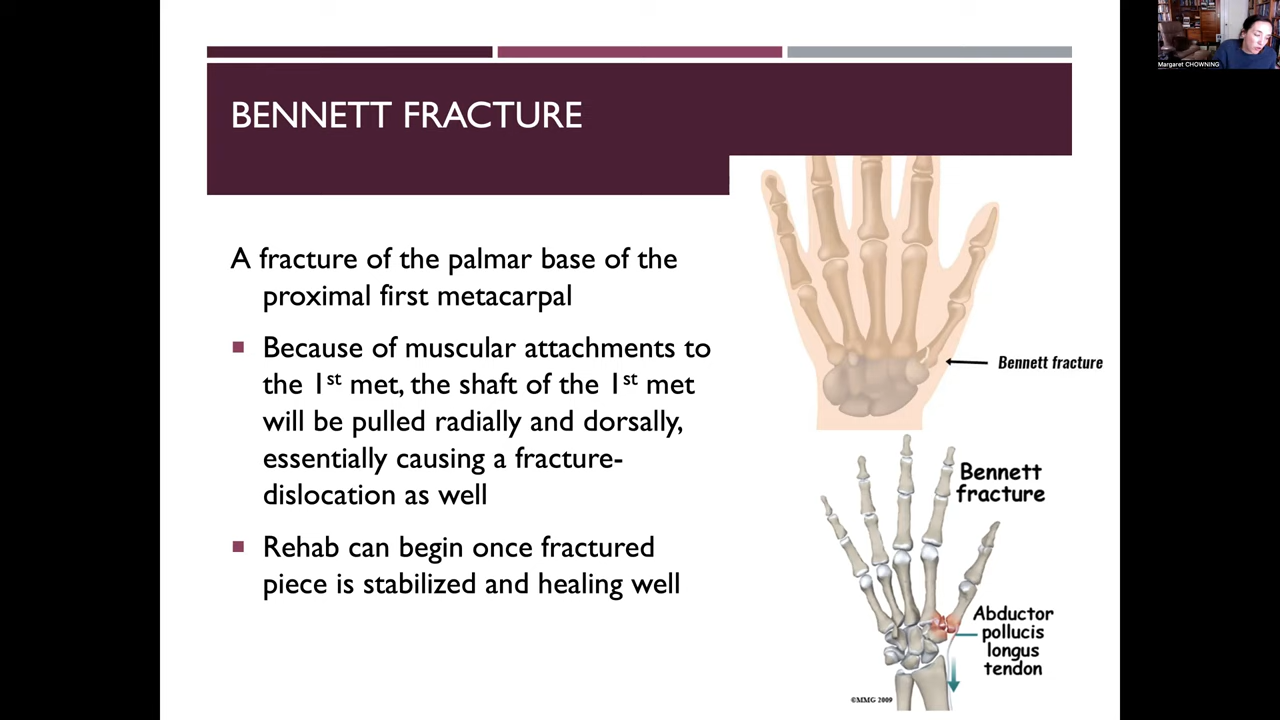 BENNETT FRACTURE
A fracture of the palmar base of the
proximal first metacarpal
Because of muscular attachments to
the 1st met, the shaft of the 1st met
will be pulled radially and dorsally,
essentially causing a fracture-
dislocation as well
Rehab can begin once fractured
piece is stabilized and healing well
Bennett fracture
Bennett
fracture
Abductor
pollucis
longus
tendon
©MMG 2009
Margaret CHOWNING